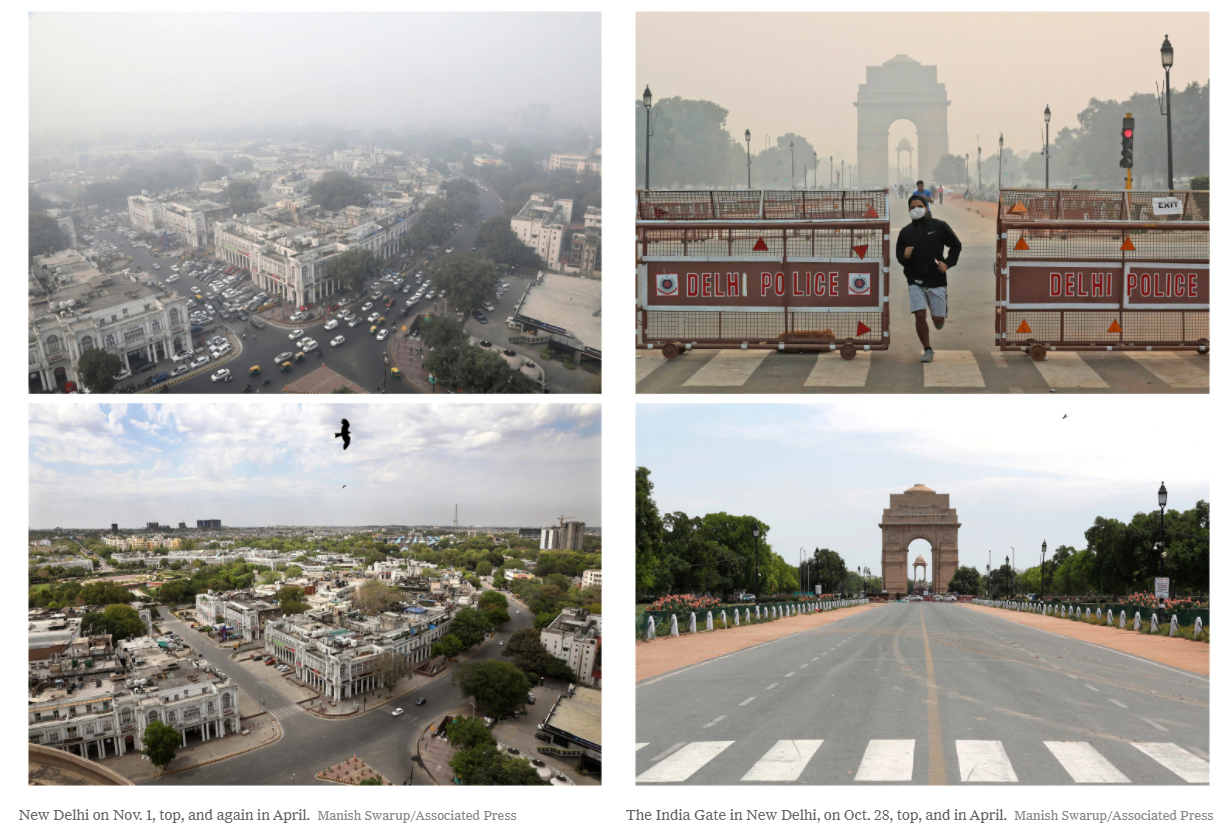 EXIT
DELHI POLICE
DELHI POLICE
New Delhi on Nov. 1, top, and again in April. Manish Swarup/Associated Press
The India Gate in New Delhi, on Oct. 28, top, and in April. Manish Swarup/Associated Press